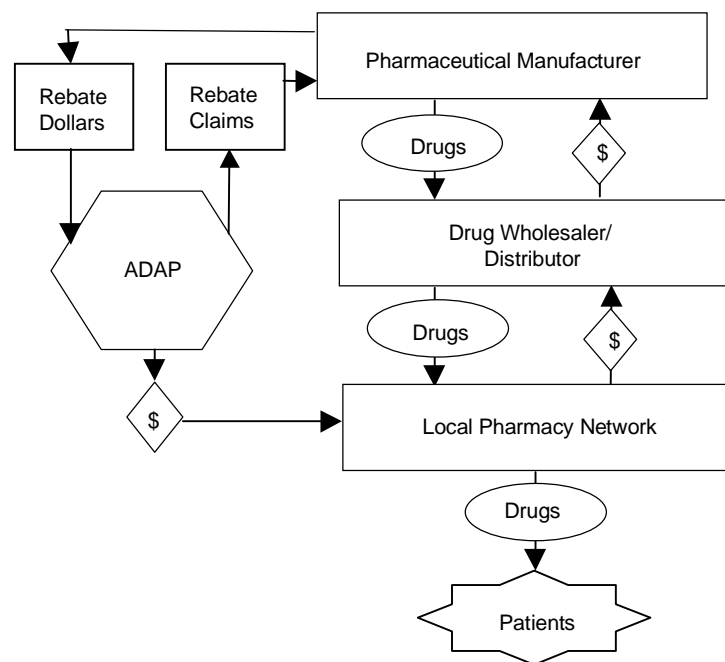 Pharmaceutical Manufacturer
Rebate
Dollars
Rebate
Claims
Drugs
$
Drug Wholesaler/
Distributor
ADAP
Drugs
$
$
Local Pharmacy Network
Drugs
Patients